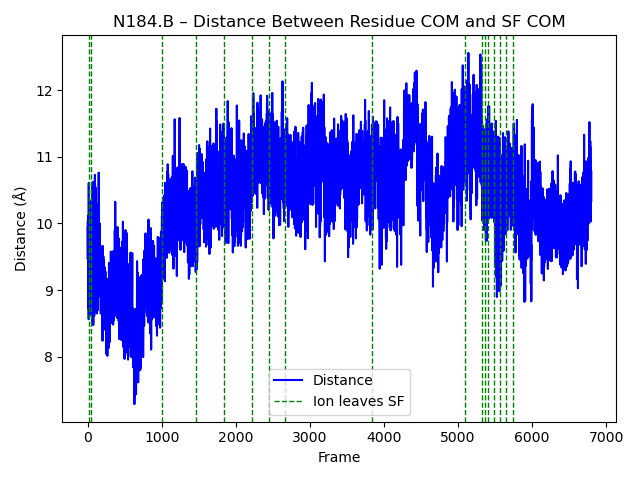 N184.B – Distance Between Residue COM and SF COM
Distance (Å)
12
11
10
9
8
Distance
Ion leaves SF
0 1000 2000 3000 4000 5000 6000 7000
Frame